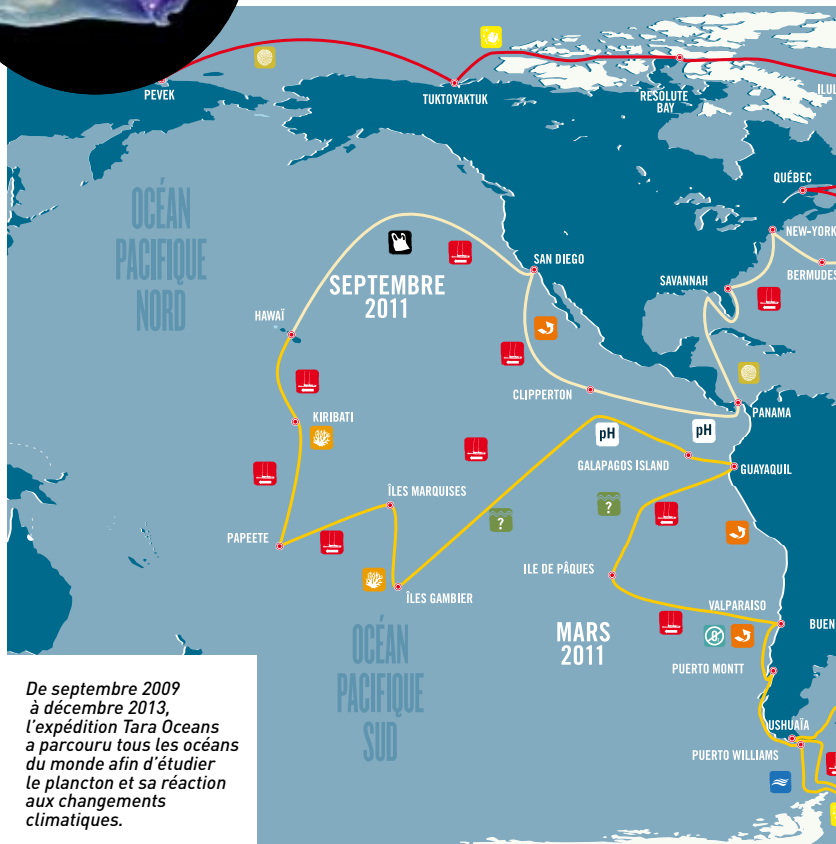 PEVEK
TUKTOYAKTUK
RESOLUTE
BAY
QUÉBEC
NEW-YORK
BERMUDES
SAVANNAH
SAN DIEGO
OCÉAN
PACIFIQUE
NORD
SEPTEMBRE
2011
HAWAÏ
CLIPPERTON
PANAMA
KIRIBATI
pH
pH
GALAPAGOS ISLAND
GUAYAQUIL
ÎLES MARQUISES
?
?
PAPEETE
ILE DE PÂQUES
ÎLES GAMBIER
VALPARAISO
MARS
2011
BUEN
OCÉAN
PACIFIQUE
SUD
PUERTO MONTT
USHUAÏA
PUERTO WILLIAMS
De septembre 2009
à décembre 2013,
l'expédition Tara Oceans
a parcouru tous les océans
du monde afin d'étudier
le plancton et sa réaction
aux changements
climatiques.